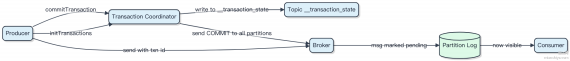 commitTransaction
Producer
initTransactions
Transaction Coordinator
write to __transaction_state
Topic __transaction_state
send COMMIT to all partitions
send with txn id
Broker
msg marked pending
Partition Log
now visible
Consumer